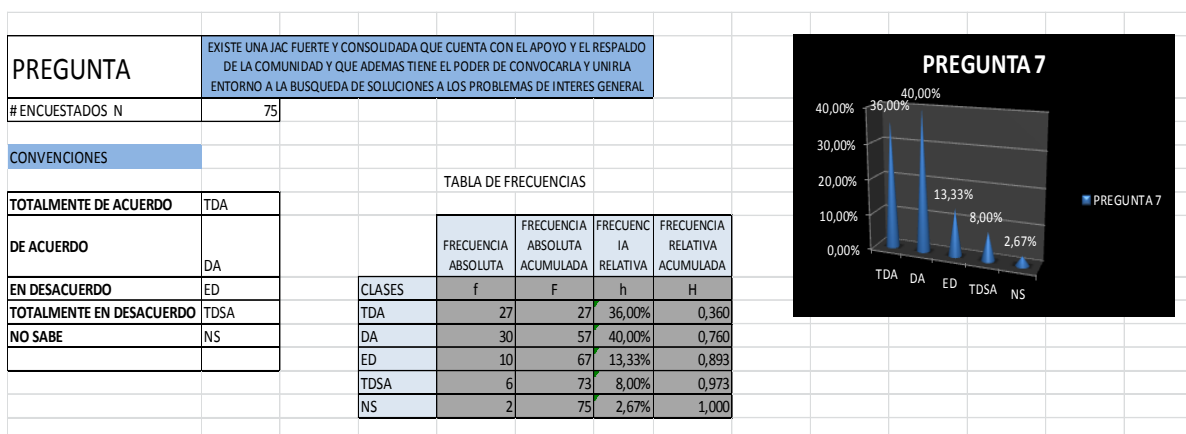 PREGUNTA
EXISTE UNA JAC FUERTE Y CONSOLIDADA QUE CUENTA CON EL APOYO Y EL RESPALDO
DE LA COMUNIDAD Y QUE ADEMAS TIENE EL PODER DE CONVOCARLA Y UNIRLA
ENTORNO A LA BUSQUEDA DE SOLUCIONES A LOS PROBLEMAS DE INTERES GENERAL
# ENCUESTADOS N 75
CONVENCIONES
TOTALMENTE DE ACUERDO TDA
DE ACUERDO DA
EN DESACUERDO ED
TOTALMENTE EN DESACUERDO TDSA
NO SABE NS
TABLA DE FRECUENCIAS
FRECUENCIA
ABSOLUTA
FRECUENCIA
ABSOLUTA
ACUMULADA
FRECUENC
IA
RELATIVA
FRECUENCIA
RELATIVA
ACUMULADA
CLASES f F h H
TDA 27 27 36,00% 0,360
DA 30 57 40,00% 0,760
ED 10 67 13,33% 0,893
TDSA 6 73 8,00% 0,973
NS 2 75 2,67% 1,000
PREGUNTA 7
40,00%
30,00%
20,00%
10,00%
0,00%
36,00%
40,00%
13,33%
8,00%
2,67%
TDA DA ED TDSA NS
PREGUNTA 7